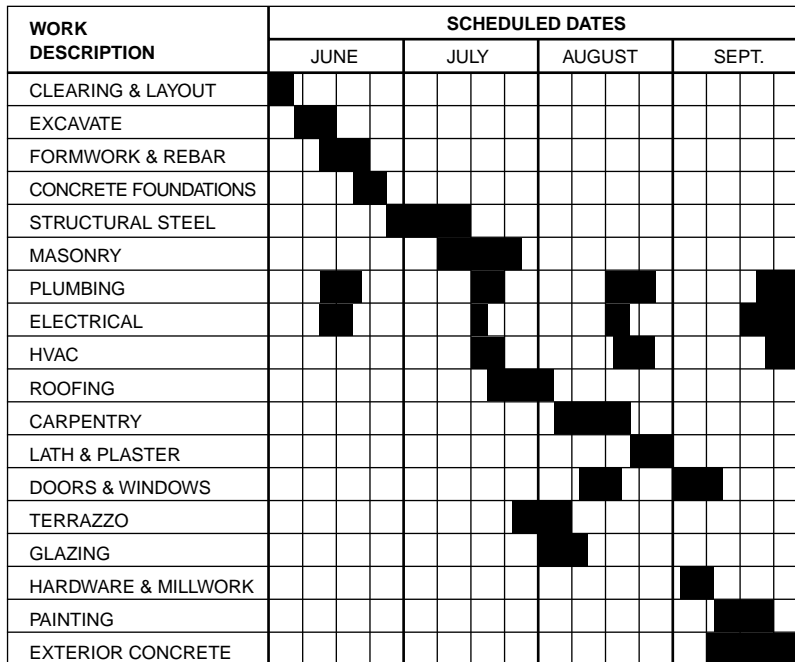 WORK
DESCRIPTION
SCHEDULED DATES
JUNE JULY AUGUST SEPT.
CLEARING & LAYOUT
EXCAVATE
FORMWORK & REBAR
CONCRETE FOUNDATIONS
STRUCTURAL STEEL
MASONRY
PLUMBING
ELECTRICAL
HVAC
ROOFING
CARPENTRY
LATH & PLASTER
DOORS & WINDOWS
TERRAZZO
GLAZING
HARDWARE & MILLWORK
PAINTING
EXTERIOR CONCRETE